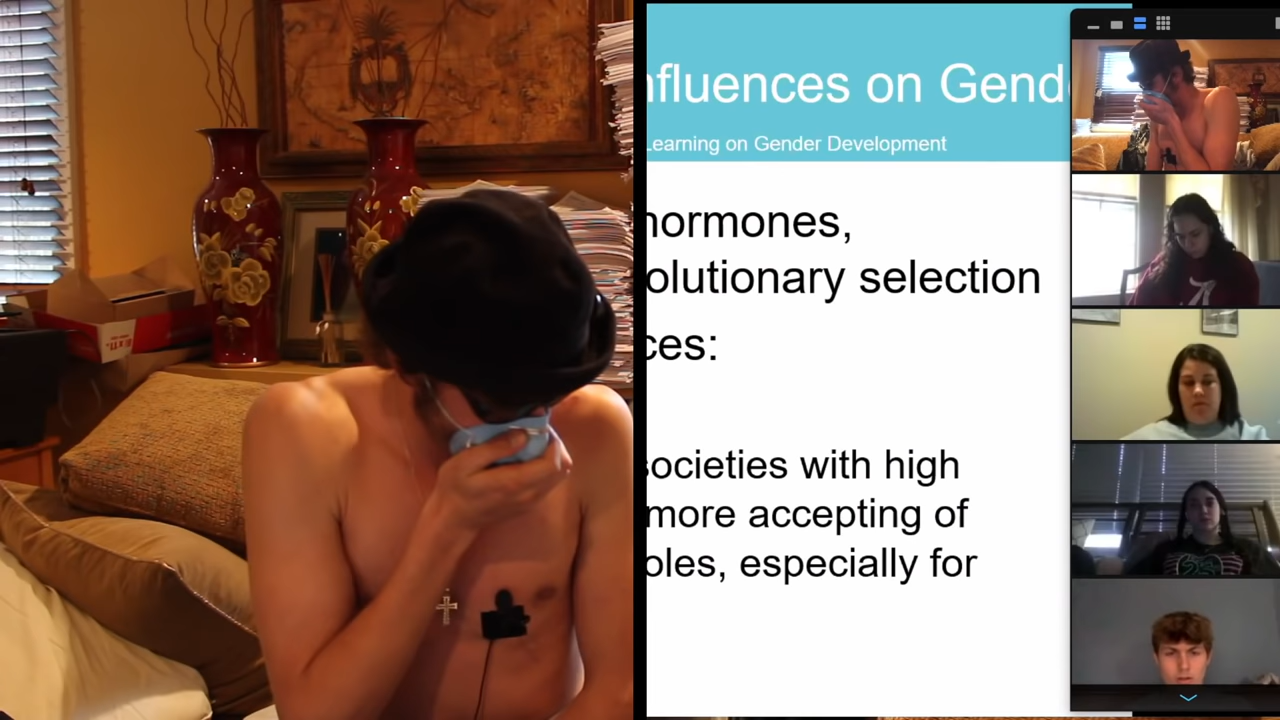 nfluences on Gend
Learning on Gender Development
hormones,
olutionary selection
ces:
societies with high
more accepting of
oles, especially for